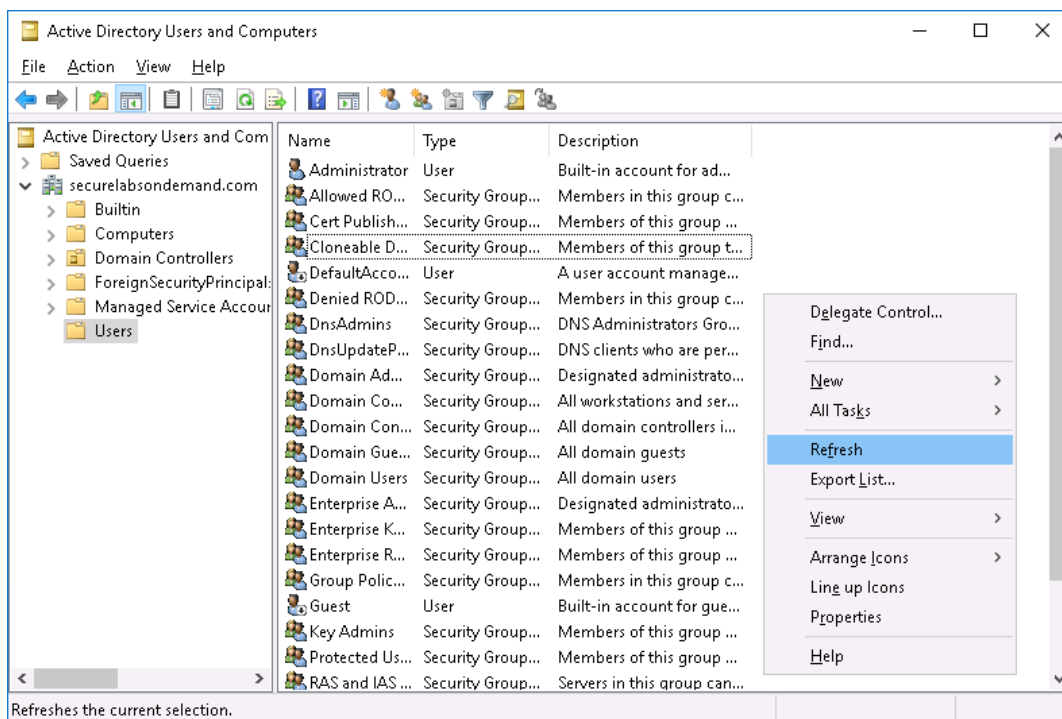 Active Directory Users and Computers
File Action View Help
Active Directory Users and Com
Saved Queries
securelabsondemand.com
Builtin
Computers
Domain Controllers
ForeignSecurityPrincipal:
Managed Service Accour
Users
Name Type Description
Administrator User Built-in account for ad...
Allowed RO... Security Group... Members in this group c...
Cert Publish... Security Group... Members of this group ...
Cloneable D... Security Group... Members of this group t...
DefaultAcco... User A user account manage...
Denied ROD... Security Group... Members in this group c...
DnsAdmins Security Group... DNS Administrators Gro...
DnsUpdateP... Security Group... DNS clients who are per...
Domain Ad... Security Group... Designated administrato...
Domain Co... Security Group... All workstations and ser...
Domain Con... Security Group... All domain controllers i...
Domain Gue... Security Group... All domain guests
Domain Users Security Group... All domain users
Enterprise A... Security Group... Designated administrato...
Enterprise K... Security Group... Members of this group ...
Enterprise R... Security Group... Members of this group ...
Group Polic... Security Group... Members in this group c...
Guest User Built-in account for gue...
Key Admins Security Group... Members of this group ...
Protected Us... Security Group... Members of this group ...
RAS and IAS ... Security Group... Servers in this group can...
Delegate Control...
Find...
New
All Tasks
Refresh
Export List...
View
Arrange Icons
Line up Icons
Properties
Help
Refreshes the current selection.